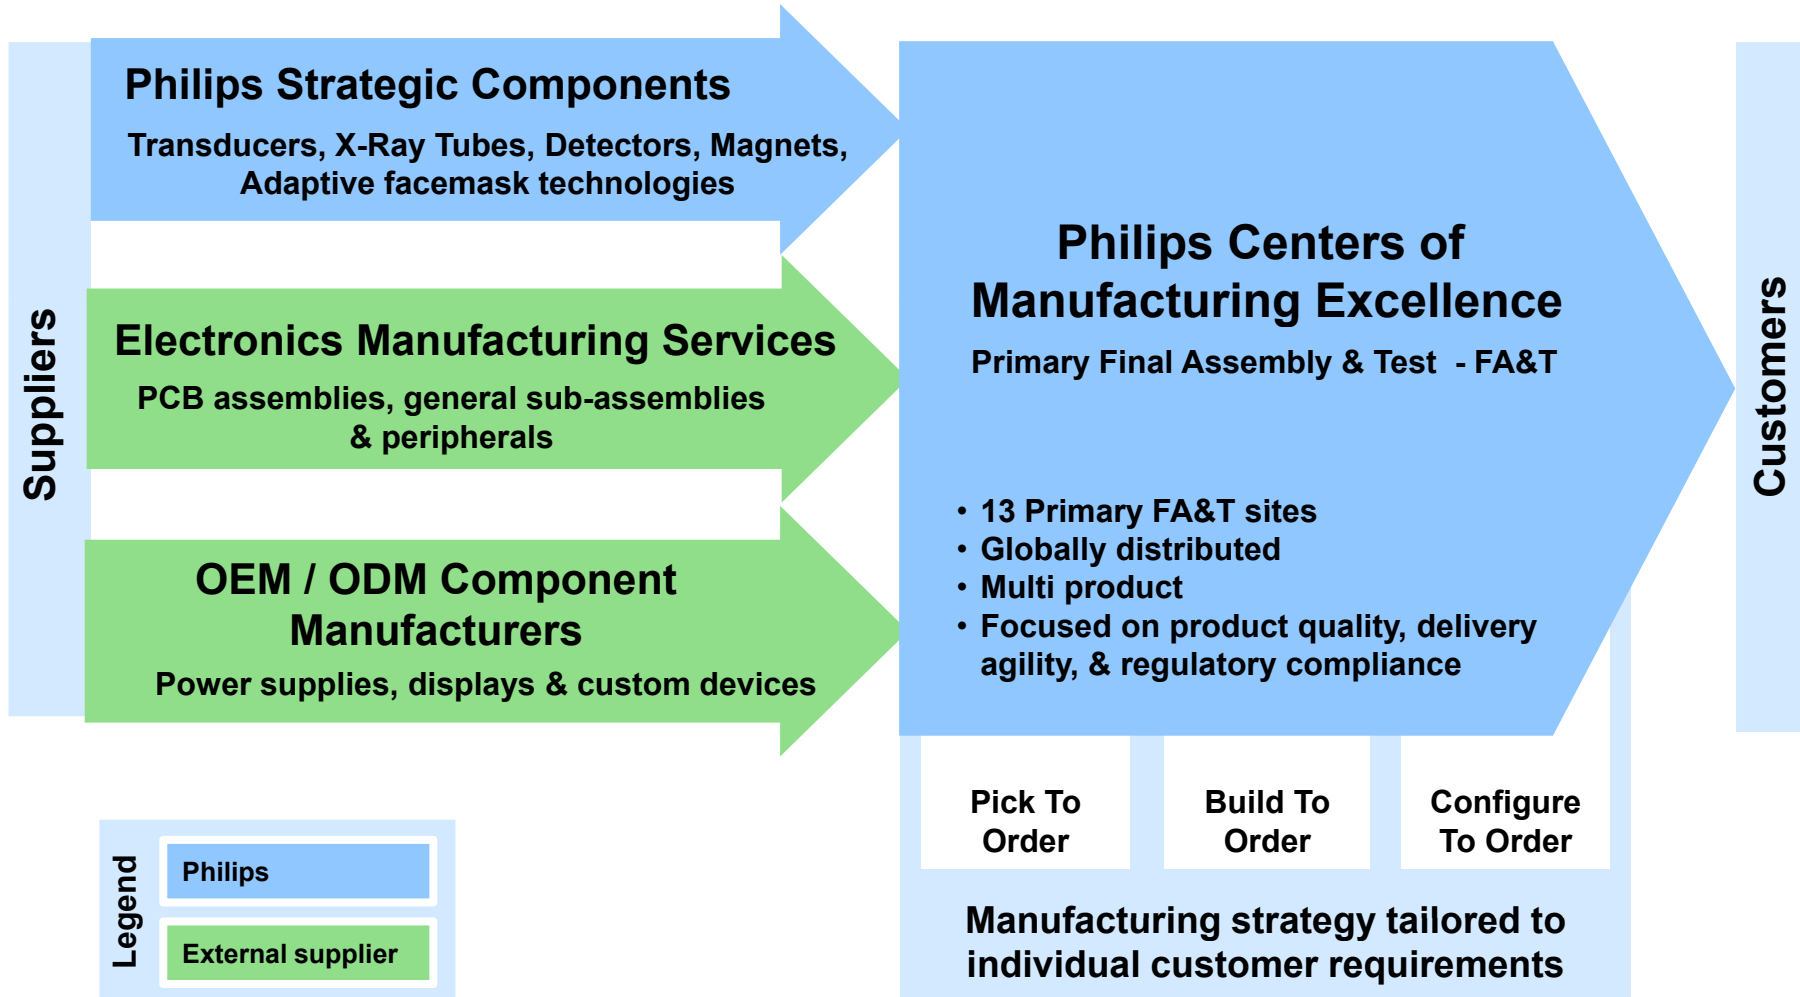 Suppliers
Philips Strategic Components
Transducers, X-Ray Tubes, Detectors, Magnets,
Adaptive facemask technologies
Electronics Manufacturing Services
PCB assemblies, general sub-assemblies
& peripherals
OEM / ODM Component
Manufacturers
Power supplies, displays & custom devices
Philips Centers of
Manufacturing Excellence
Primary Final Assembly & Test - FA&T
• 13 Primary FA&T sites
• Globally distributed
• Multi product
• Focused on product quality, delivery
agility, & regulatory compliance
Customers
Pick To
Order
Build To
Order
Configure
To Order
Manufacturing strategy tailored to
individual customer requirements
Legend
Philips
External supplier